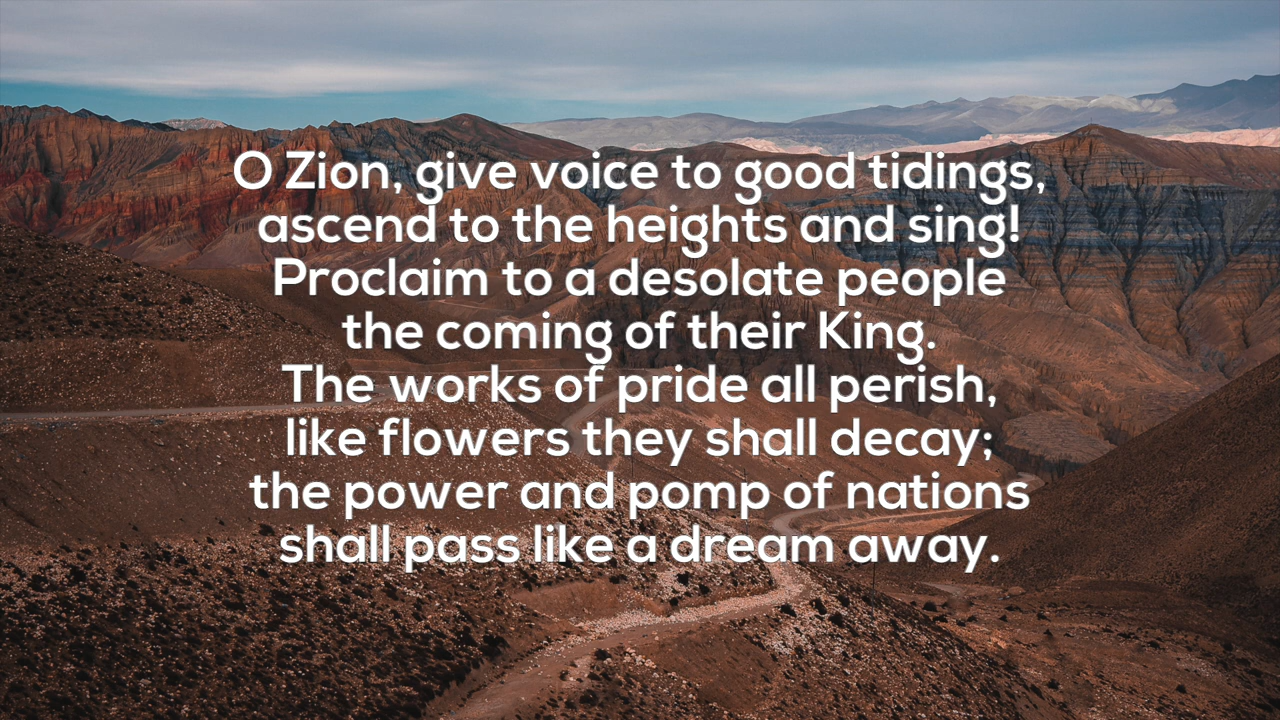 O Zion, give voice to good tidings,
ascend to the heights and sing!
Proclaim to a desolate people
the coming of their King.
The works of pride all perish,
like flowers they shall decay;
the power and pomp of nations
shall pass like a dream away.